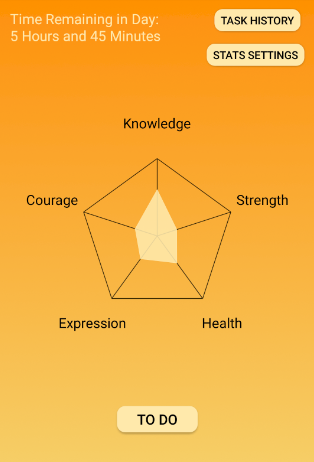 Time Remaining in Day:
5 Hours and 45 Minutes
TASK HISTORY
STATS SETTINGS
Knowledge
Courage
Strength
Expression
Health
TO DO